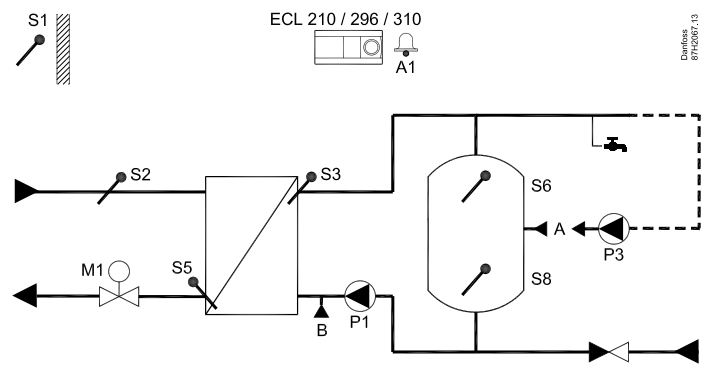 S1
ECL 210 / 296 / 310
A1
Danfoss
87H2067.13
S2
S3
S6
A
P3
M1
S5
S8
B
P1